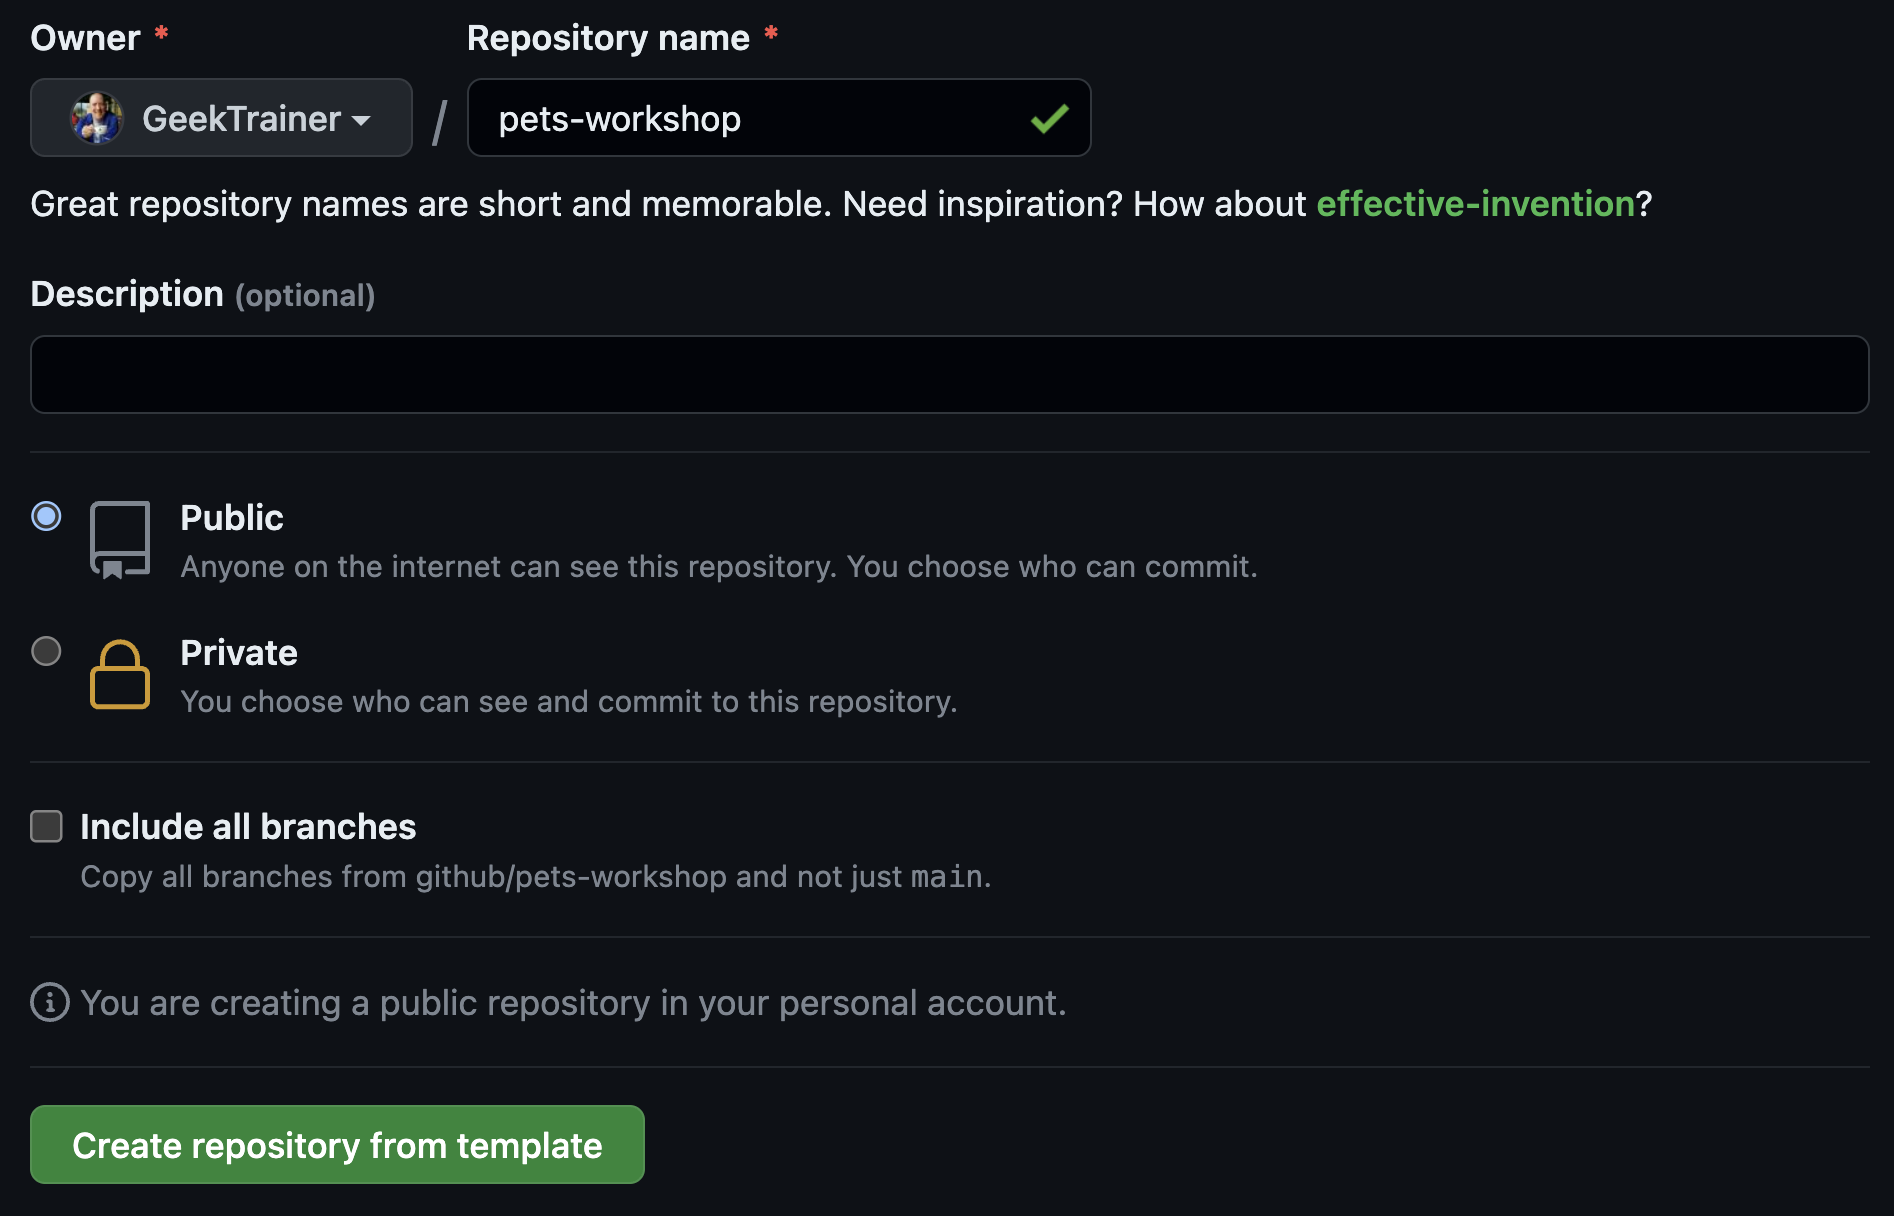 Owner *
Repository name *
GeekTrainer
/
pets-workshop
Great repository names are short and memorable. Need inspiration? How about effective-invention?
Description (optional)
Public
Anyone on the internet can see this repository. You choose who can commit.
Private
You choose who can see and commit to this repository.
Include all branches
Copy all branches from github/pets-workshop and not just main.
You are creating a public repository in your personal account.
Create repository from template